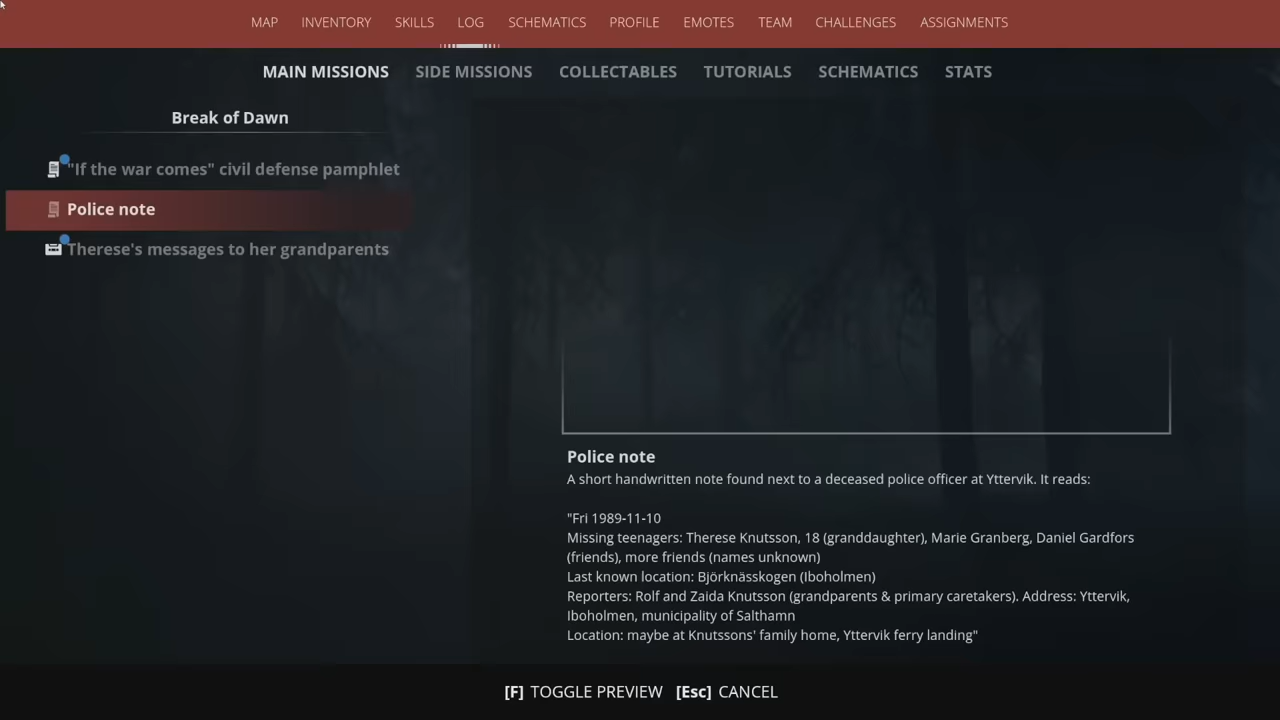 MAP INVENTORY SKILLS LOG SCHEMATICS PROFILE EMOTES TEAM CHALLENGES ASSIGNMENTS
MAIN MISSIONS SIDE MISSIONS COLLECTABLES TUTORIALS SCHEMATICS STATS
Break of Dawn
"If the war comes" civil defense pamphlet
Police note
Therese's messages to her grandparents
Police note
A short handwritten note found next to a deceased police officer at Yttervik. It reads:
"Fri 1989-11-10
Missing teenagers: Therese Knutsson, 18 (granddaughter), Marie Granberg, Daniel Gardfors
(friends), more friends (names unknown)
Last known location: Björknässkogen (Iboholmen)
Reporters: Rolf and Zaida Knutsson (grandparents & primary caretakers). Address: Yttervik,
Iboholmen, municipality of Salthamn
Location: maybe at Knutssons' family home, Yttervik ferry landing"
[F] TOGGLE PREVIEW [Esc] CANCEL